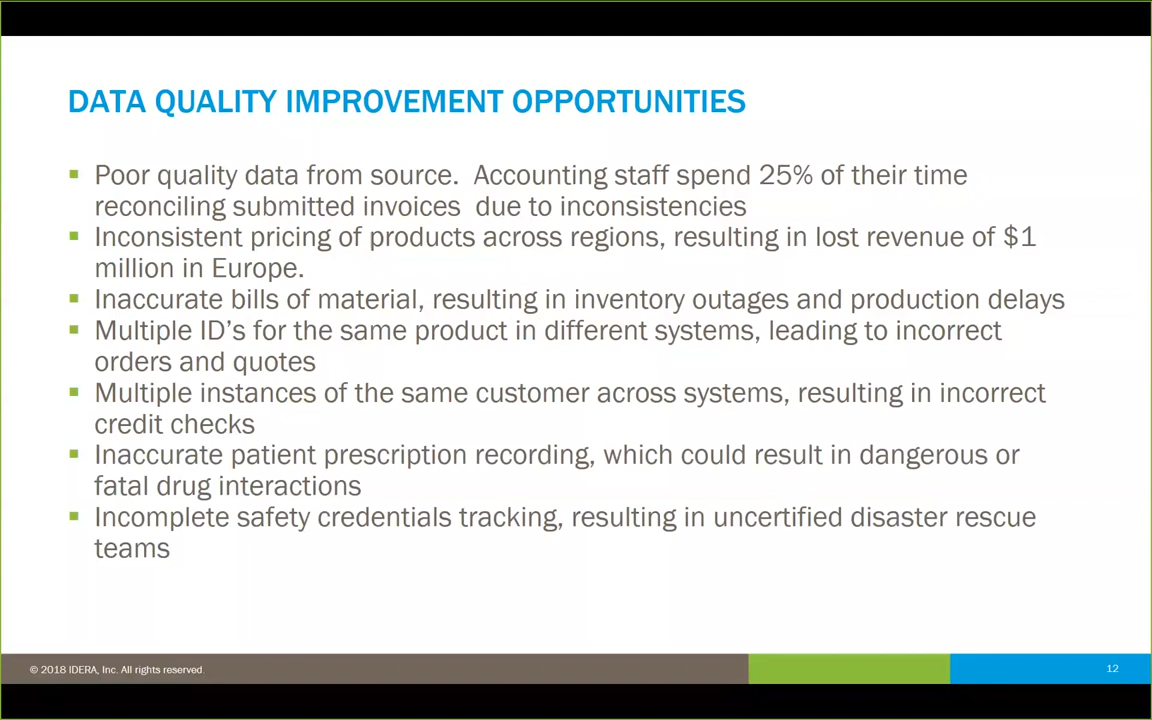 DATA QUALITY IMPROVEMENT OPPORTUNITIES
▪ Poor quality data from source.  Accounting staff spend 25% of their time
reconciling submitted invoices  due to inconsistencies
▪ Inconsistent pricing of products across regions, resulting in lost revenue of $1
million in Europe.
▪ Inaccurate bills of material, resulting in inventory outages and production delays
▪ Multiple ID’s for the same product in different systems, leading to incorrect
orders and quotes
▪ Multiple instances of the same customer across systems, resulting in incorrect
credit checks
▪ Inaccurate patient prescription recording, which could result in dangerous or
fatal drug interactions
▪ Incomplete safety credentials tracking, resulting in uncertified disaster rescue
teams
© 2018 IDERA, Inc. All rights reserved.
12